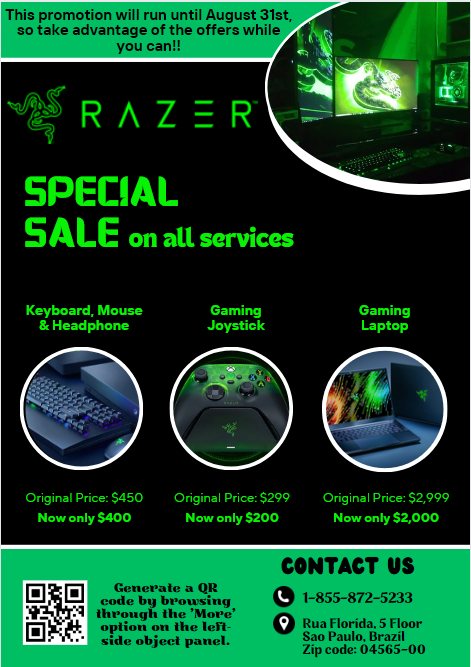 This promotion will run until August 31st,
so take advantage of the offers while
you can!!
RAZER
SPECIAL
SALE on all services
Keyboard, Mouse
& Headphone
Gaming
Joystick
Gaming
Laptop
Original Price: $450
Now only $400
Original Price: $299
Now only $200
Original Price: $2,999
Now only $2,000
Generate a QR
code by browsing
through the 'More'
option on the left-
side object panel.
CONTACT US
1-855-872-5233
Rua Florida, 5 Floor
Sao Paulo, Brazil
Zip code: 04565-00